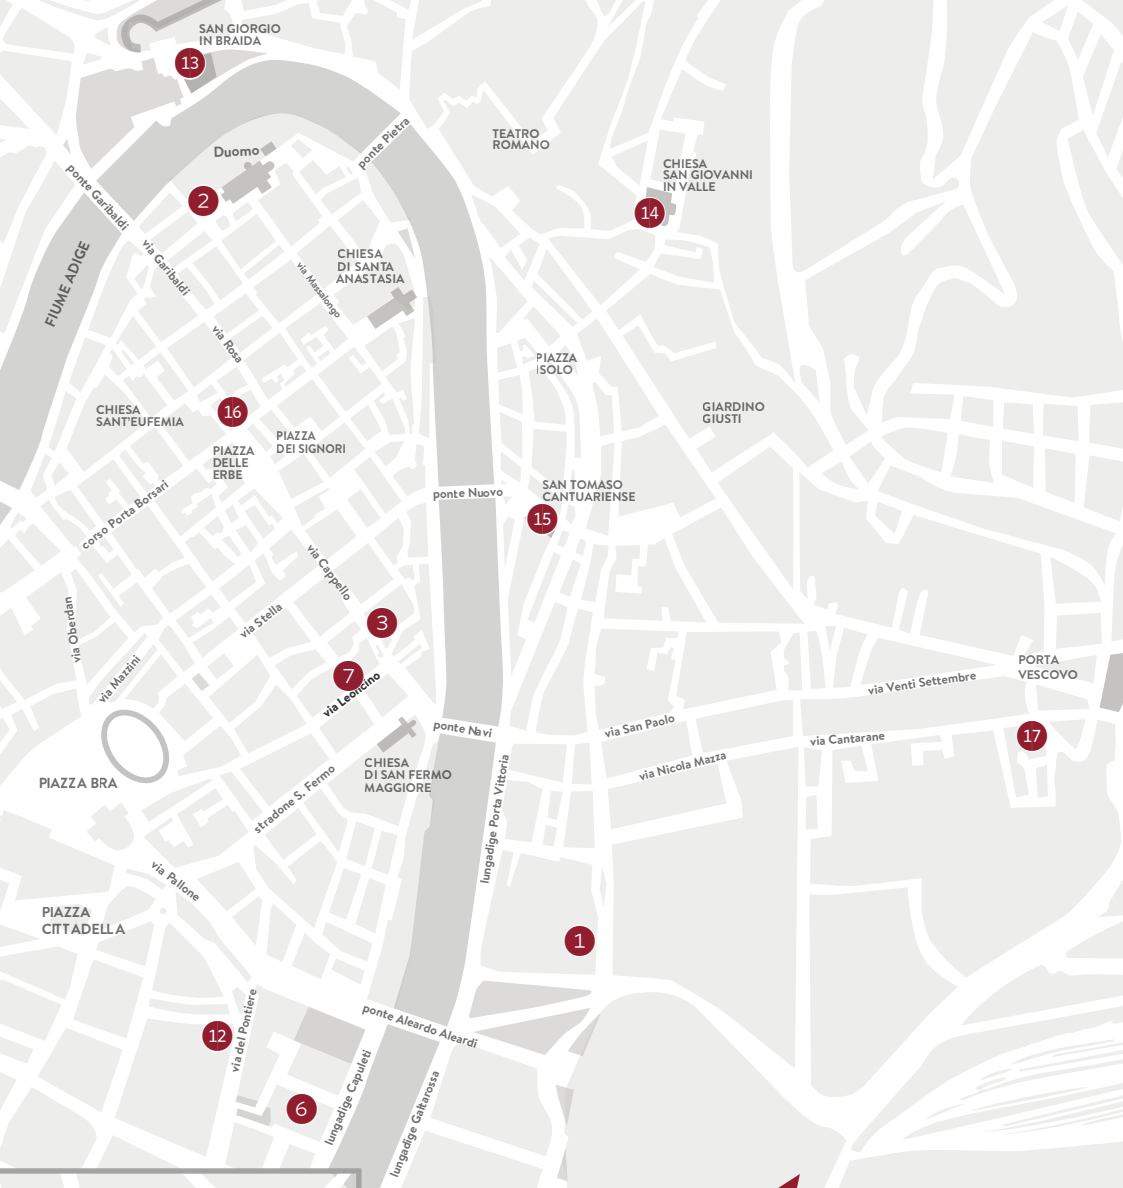 SAN GIORGIO
IN BRAIDA
13
TEATRO
ROMANO
ponte Pietra
Duomo
CHIESA
SAN GIOVANNI
IN VALLE
14
2
ponte Garibaldi
FIUME ADIGE
via Garibaldi
via Massalongo
CHIESA
DI SANTA
ANASTASIA
via Rosa
PIAZZA
ISOLO
GIARDINO
GIUSTI
CHIESA
SANT'EUFEMIA
16
PIAZZA
DEI SIGNORI
PIAZZA
DELLE
ERBE
corso Porta Borsari
ponte Nuovo
SAN TOMASO
CANTUARIENSE
15
via Cappello
via Oberdan
via Stella
3
via Mazzini
7
via Leoncino
PORTA
VESCOVO
via Venti Settembre
via San Paolo
via Cantarane
17
ponte Navi
via Nicola Mazza
PIAZZA BRA
CHIESA
DI SAN FERMO
MAGGIORE
stradone S. Fermo
lungadige Porta Vittoria
via Pallone
PIAZZA
CITTADELLA
1
12
via del Pontiere
ponte Aleardo Aleardi
6
lungadige Capuleti
lungadige Galtarossa